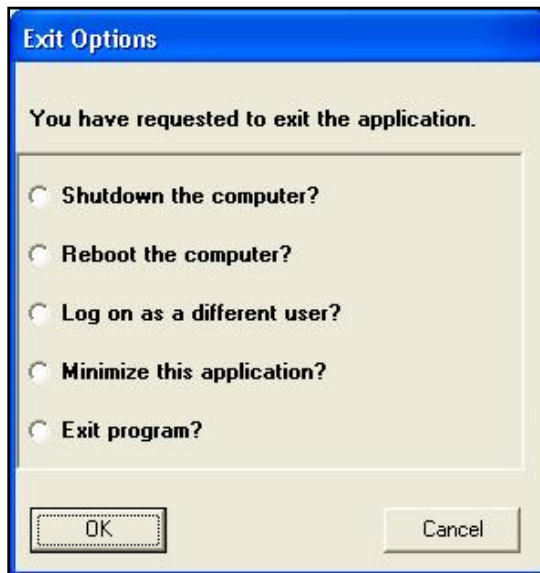 Exit Options
You have requested to exit the application.
Shutdown the computer?
Reboot the computer?
Log on as a different user?
Minimize this application?
Exit program?
OK
Cancel